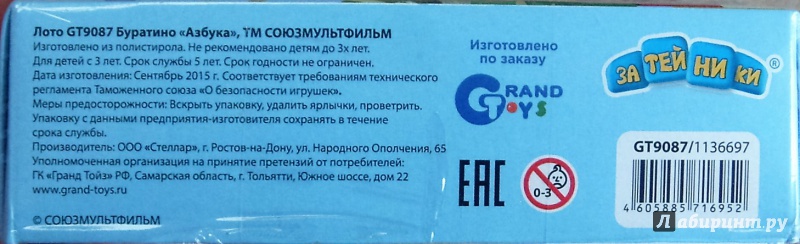 Лото GT9087 Буратино «Азбука», ТМ СОЮЗМУЛЬТФИЛЬМ
Изготовлено из полистирола. Не рекомендовано детям до 3х лет.
Для детей с 3 лет. Срок службы 5 лет. Срок годности не ограничен.
Дата изготовления: Сентябрь 2015 г. Соответствует требованиям технического
регламента Таможенного союза «О безопасности игрушек».
Меры предосторожности: Вскрыть упаковку, удалить ярлычки, проветрить.
Упаковку с данными предприятия-изготовителя сохранять в течение
срока службы.
Производитель: ООО «Стеллар», г. Ростов-на-Дону, ул. Народного Ополчения, 65
Уполномоченная организация на принятие претензий от потребителей:
ГК «Гранд Тойз» РФ, Самарская область, г. Тольятти, Южное шоссе, дом 22
www.grand-toys.ru
© СОЮЗМУЛЬТФИЛЬМ
Изготовлено
по заказу
GRAND
TOYS
EAC
0-3
ЗАТЕЙНИКИ®
GT9087/1136697
4 605885 716952
Лабиринт.ру